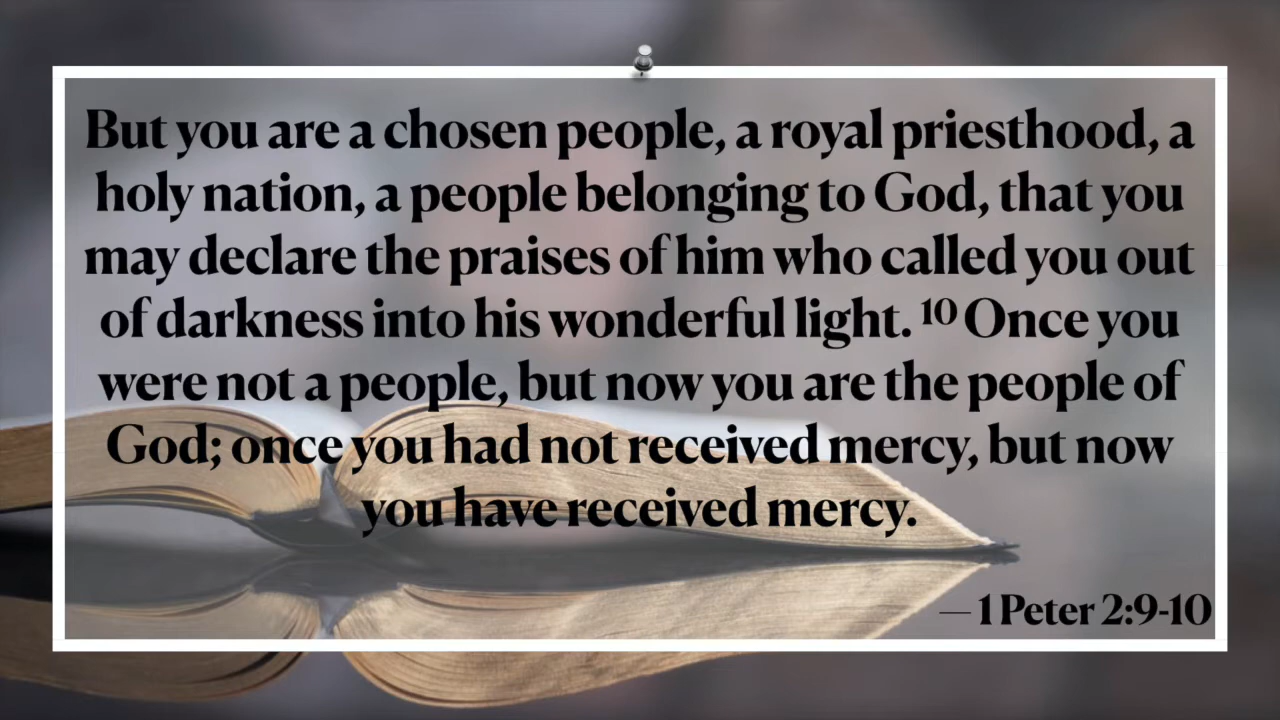 But you are a chosen people, a royal priesthood, a
holy nation, a people belonging to God, that you
may declare the praises of him who called you out
of darkness into his wonderful light. ¹⁰ Once you
were not a people, but now you are the people of
God; once you had not received mercy, but now
you have received mercy.
— 1 Peter 2:9-10